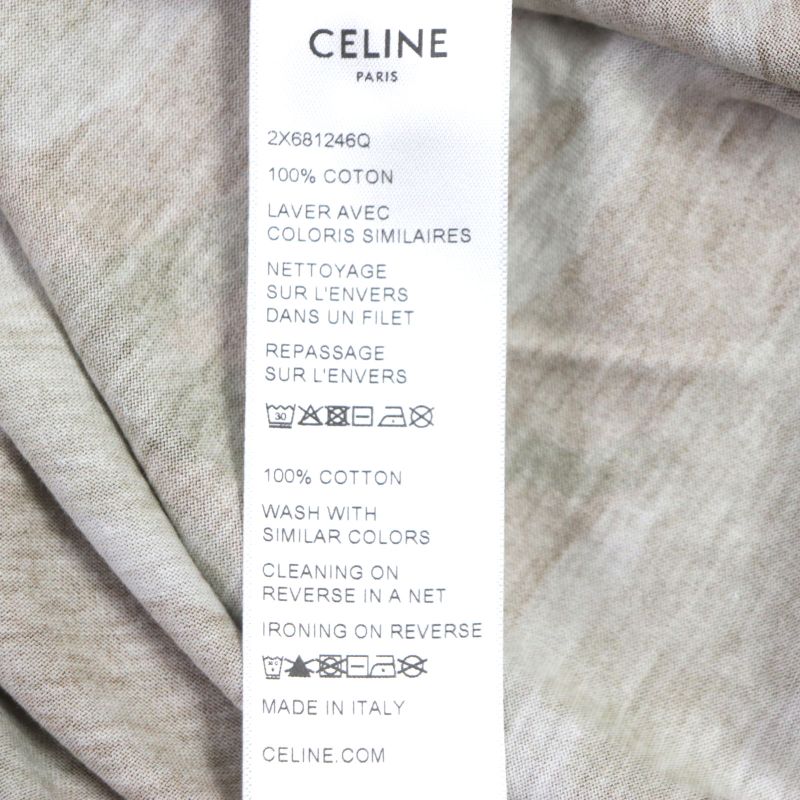 CELINE
PARIS
2X681246Q
100% COTON
LAVER AVEC
COLORIS SIMILAIRES
NETTOYAGE
SUR L'ENVERS
DANS UN FILET
REPASSAGE
SUR L'ENVERS
30
100% COTTON
WASH WITH
SIMILAR COLORS
CLEANING ON
REVERSE IN A NET
IRONING ON REVERSE
MADE IN ITALY
CELINE.COM